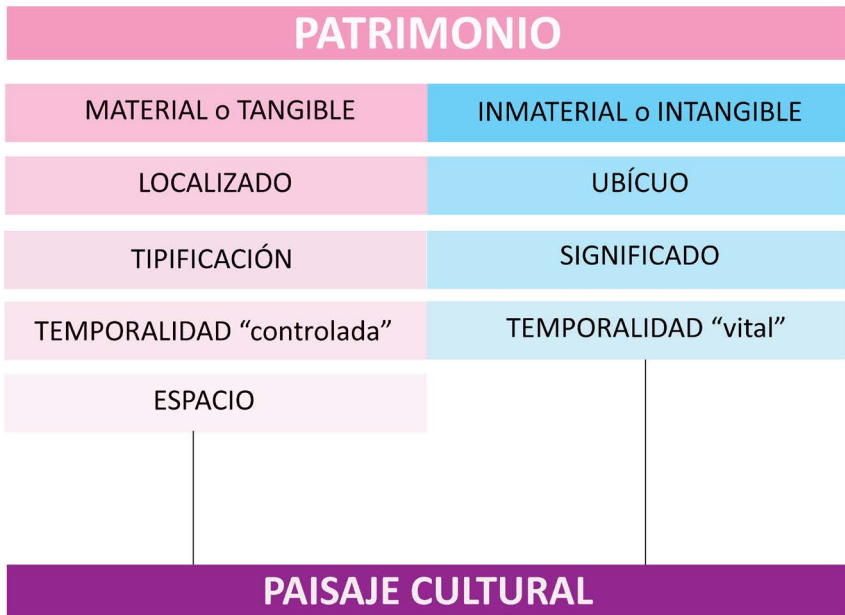 PATRIMONIO
MATERIAL o TANGIBLE
INMATERIAL o INTANGIBLE
LOCALIZADO
UBÍCUO
TIPIFICACIÓN
SIGNIFICADO
TEMPORALIDAD “controlada”
TEMPORALIDAD “vital”
ESPACIO
PAISAJE CULTURAL